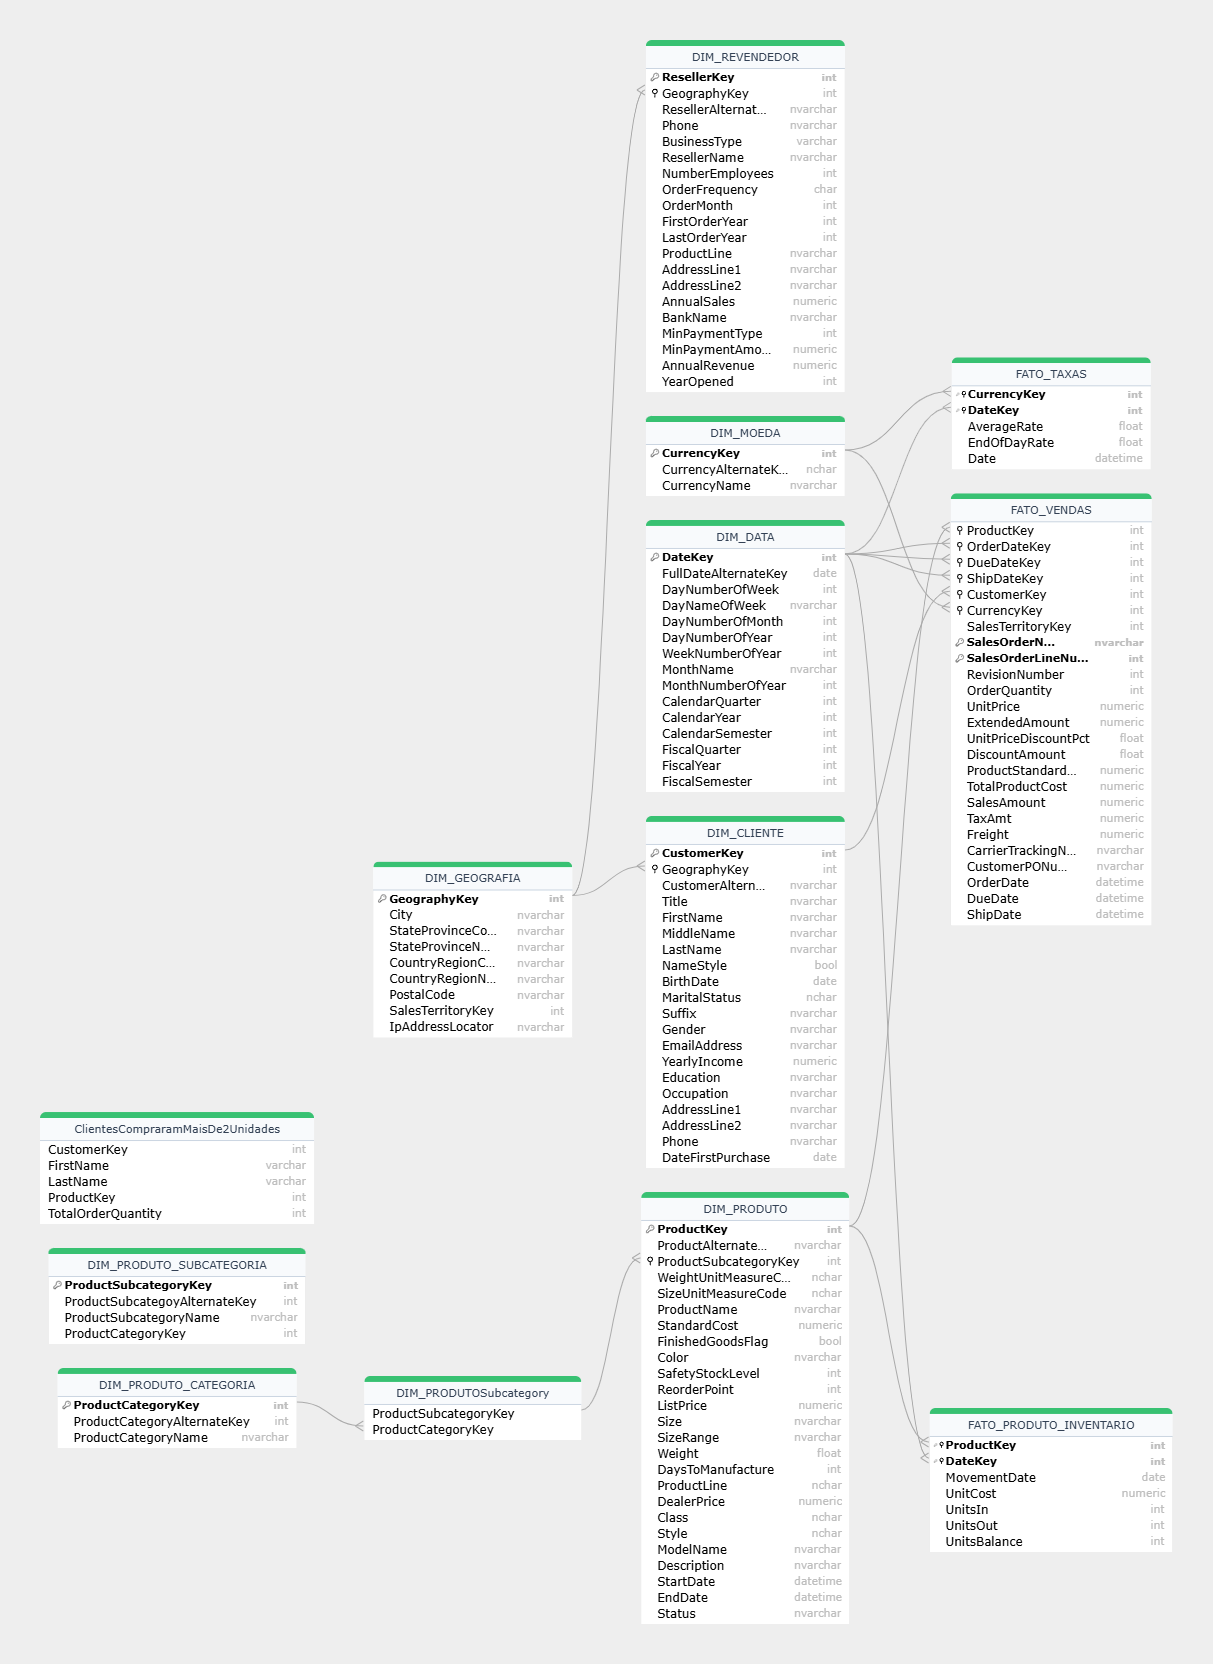 DIM_REVENDEDOR
ResellerKey int
GeographyKey int
ResellerAlternat... nvarchar
Phone nvarchar
BusinessType varchar
ResellerName nvarchar
NumberEmployees int
OrderFrequency char
OrderMonth int
FirstOrderYear int
LastOrderYear int
ProductLine nvarchar
AddressLine1 nvarchar
AddressLine2 nvarchar
AnnualSales numeric
BankName nvarchar
MinPaymentType int
MinPaymentAmo... numeric
AnnualRevenue numeric
YearOpened int
DIM_MOEDA
CurrencyKey int
CurrencyAlternateK... nchar
CurrencyName nvarchar
DIM_DATA
DateKey int
FullDateAlternateKey date
DayNumberOfWeek int
DayNameOfWeek nvarchar
DayNumberOfMonth int
DayNumberOfYear int
WeekNumberOfYear int
MonthName nvarchar
MonthNumberOfYear int
CalendarQuarter int
CalendarYear int
CalendarSemester int
FiscalQuarter int
FiscalYear int
FiscalSemester int
FATO_TAXAS
CurrencyKey int
DateKey int
AverageRate float
EndOfDayRate float
Date datetime
FATO_VENDAS
ProductKey int
OrderDateKey int
DueDateKey int
ShipDateKey int
CustomerKey int
CurrencyKey int
SalesTerritoryKey int
SalesOrderN... nvarchar
SalesOrderLineNu... int
RevisionNumber int
OrderQuantity int
UnitPrice numeric
ExtendedAmount numeric
UnitPriceDiscountPct float
DiscountAmount float
ProductStandard... numeric
TotalProductCost numeric
SalesAmount numeric
TaxAmt numeric
Freight numeric
CarrierTrackingN... nvarchar
CustomerPONu... nvarchar
OrderDate datetime
DueDate datetime
ShipDate datetime
DIM_CLIENTE
CustomerKey int
GeographyKey int
CustomerAltern... nvarchar
Title nvarchar
FirstName nvarchar
MiddleName nvarchar
LastName nvarchar
NameStyle bool
BirthDate date
MaritalStatus nchar
Suffix nvarchar
Gender nvarchar
EmailAddress nvarchar
YearlyIncome numeric
Education nvarchar
Occupation nvarchar
AddressLine1 nvarchar
AddressLine2 nvarchar
Phone nvarchar
DateFirstPurchase date
DIM_GEOGRAFIA
GeographyKey int
City nvarchar
StateProvinceCo... nvarchar
StateProvinceN... nvarchar
CountryRegionC... nvarchar
CountryRegionN... nvarchar
PostalCode nvarchar
SalesTerritoryKey int
IpAddressLocator nvarchar
ClientesCompraramMaisDe2Unidades
CustomerKey int
FirstName varchar
LastName varchar
ProductKey int
TotalOrderQuantity int
DIM_PRODUTO_SUBCATEGORIA
ProductSubcategoryKey int
ProductSubcategoyAlternateKey int
ProductSubcategoryName nvarchar
ProductCategoryKey int
DIM_PRODUTO_CATEGORIA
ProductCategoryKey int
ProductCategoryAlternateKey int
ProductCategoryName nvarchar
DIM_PRODUTOSubcategory
ProductSubcategoryKey
ProductCategoryKey
DIM_PRODUTO
ProductKey int
ProductAlternate... nvarchar
ProductSubcategoryKey int
WeightUnitMeasureC... nchar
SizeUnitMeasureCode nchar
ProductName nvarchar
StandardCost numeric
FinishedGoodsFlag bool
Color nvarchar
SafetyStockLevel int
ReorderPoint int
ListPrice numeric
Size nvarchar
SizeRange nvarchar
Weight float
DaysToManufacture int
ProductLine nchar
DealerPrice numeric
Class nchar
Style nchar
ModelName nvarchar
Description nvarchar
StartDate datetime
EndDate datetime
Status nvarchar
FATO_PRODUTO_INVENTARIO
ProductKey int
DateKey int
MovementDate date
UnitCost numeric
UnitsIn int
UnitsOut int
UnitsBalance int